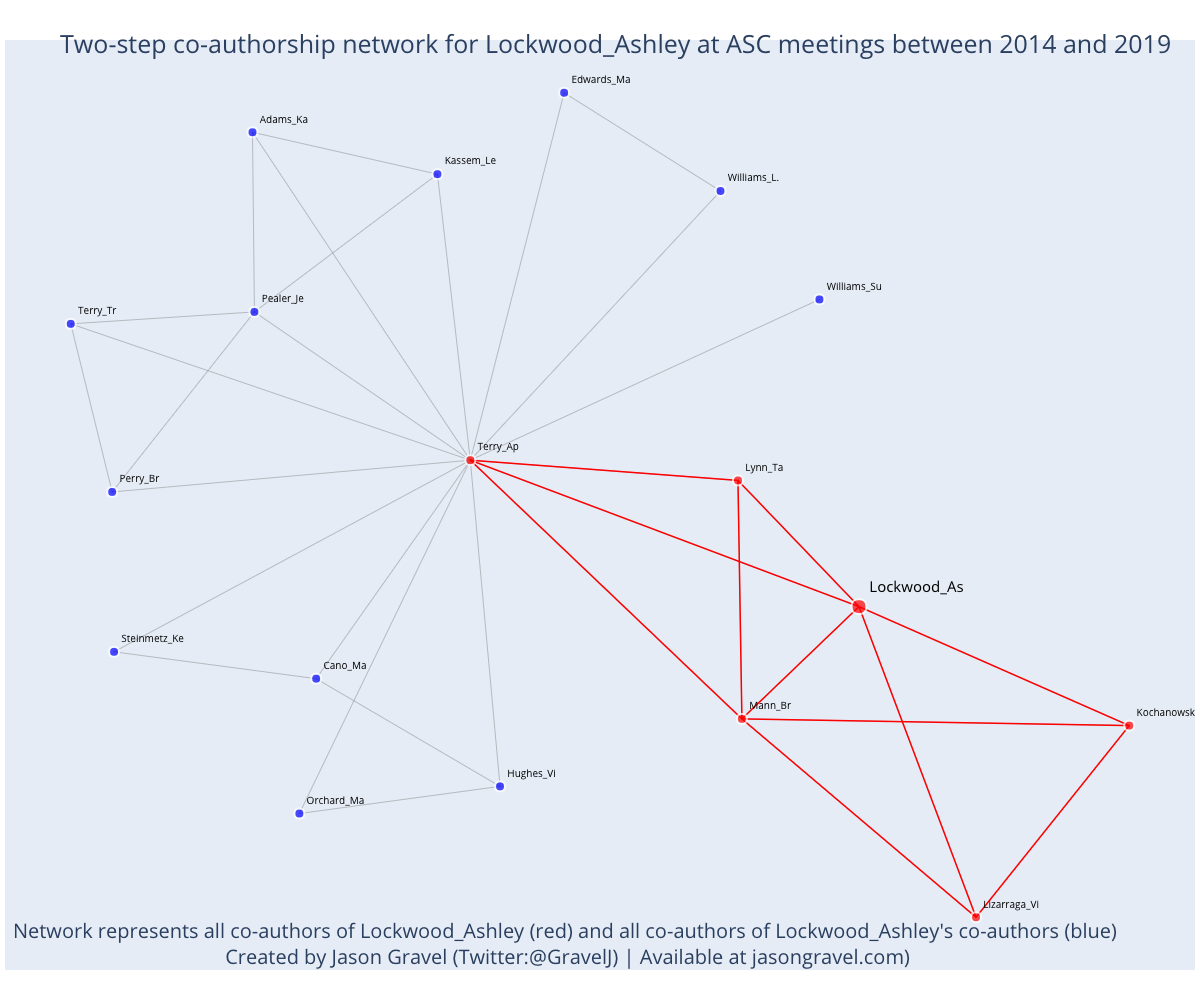 Two-step co-authorship network for Lockwood_Ashley at ASC meetings between 2014 and 2019
Edwards_Ma
Adams_Ka
Kassem_Le
Williams_L.
Williams_Su
Pealer_Je
Terry_Tr
Terry_Ap
Lynn_Ta
Perry_Br
Lockwood_As
Steinmetz_Ke
Cano_Ma
Mann_Br
Kochanowsk
Hughes_Vi
Orchard_Ma
Lizarraga_Vi
Network represents all co-authors of Lockwood_Ashley (red) and all co-authors of Lockwood_Ashley's co-authors (blue)
Created by Jason Gravel (Twitter:@GravelJ) | Available at jasongravel.com)